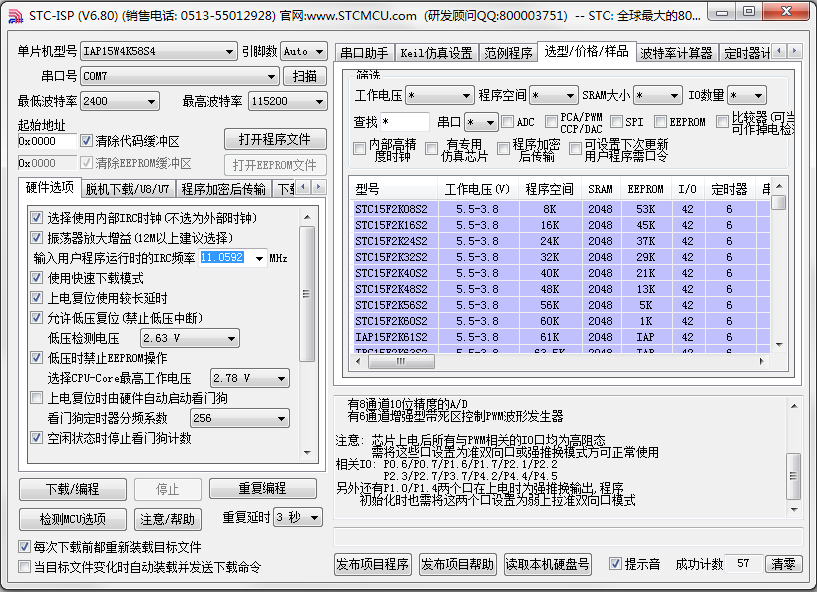 STC-ISP (V6.80) (销售电话: 0513-55012928) 官网:www.STCMCU.com (研发顾问QQ:800003751) -- STC: 全球最大的80...
单片机型号 IAP15W4K58S4 引脚数 Auto
串口号 COM7 扫描
最低波特率 2400 最高波特率 115200
起始地址
0x0000 清除代码缓冲区 打开程序文件
0x0000 清除EEPROM缓冲区 打开EEPROM文件
硬件选项 脱机下载/U8/U7 程序加密后传输 下载
选择使用内部IRC时钟(不选为外部时钟)
振荡器放大增益(12M以上建议选择)
输入用户程序运行时的IRC频率 11.0592 MHz
使用快速下载模式
上电复位使用较长延时
允许低压复位(禁止低压中断)
低压检测电压 2.63 V
低压时禁止EEPROM操作
选择CPU-Core最高工作电压 2.78 V
上电复位时由硬件自动启动看门狗
看门狗定时器分频系数 256
空闲状态时停止看门狗计数
下载/编程 停止 重复编程
检测MCU选项 注意/帮助 重复延时 3 秒
每次下载前都重新装载目标文件
当目标文件变化时自动装载并发送下载命令
串口助手 Keil仿真设置 范例程序 选型/价格/样品 波特率计算器 定时器计
筛选
工作电压 * 程序空间 * SRAM大小 * IO数量 *
查找 * 串口 * ADC PCA/PWM CCP/DAC SPI EEPROM 比较器(可当可作掉电检
内部高精度时钟 有专用仿真芯片 程序加密后传输 可设置下次更新用户程序需口令
型号 工作电压(V) 程序空间 SRAM EEPROM I/O 定时器 串
STC15F2K08S2 5.5-3.8 8K 2048 53K 42 6
STC15F2K16S2 5.5-3.8 16K 2048 45K 42 6
STC15F2K24S2 5.5-3.8 24K 2048 37K 42 6
STC15F2K32S2 5.5-3.8 32K 2048 29K 42 6
STC15F2K40S2 5.5-3.8 40K 2048 21K 42 6
STC15F2K48S2 5.5-3.8 48K 2048 13K 42 6
STC15F2K56S2 5.5-3.8 56K 2048 5K 42 6
STC15F2K60S2 5.5-3.8 60K 2048 1K 42 6
IAP15F2K61S2 5.5-3.8 61K 2048 IAP 42 6
IRC15F2K63S2 5.5-3.8 63.5K 2048 IAP 42 6
有8通道10位精度的A/D
有6通道增强型带死区控制PWM波形发生器
注意: 芯片上电后所有与PWM相关的IO口均为高阻态
需将这些口设置为准双向口或强推挽模式方可正常使用
相关IO: P0.6/P0.7/P1.6/P1.7/P2.1/P2.2
P2.3/P2.7/P3.7/P4.2/P4.4/P4.5
另外还有P1.0/P1.4两个口在上电时为强推挽输出,程序
初始化时也需将这两个口设置为弱上拉准双向口模式
发布项目程序 发布项目帮助 读取本机硬盘号 提示音 成功计数 57 清零